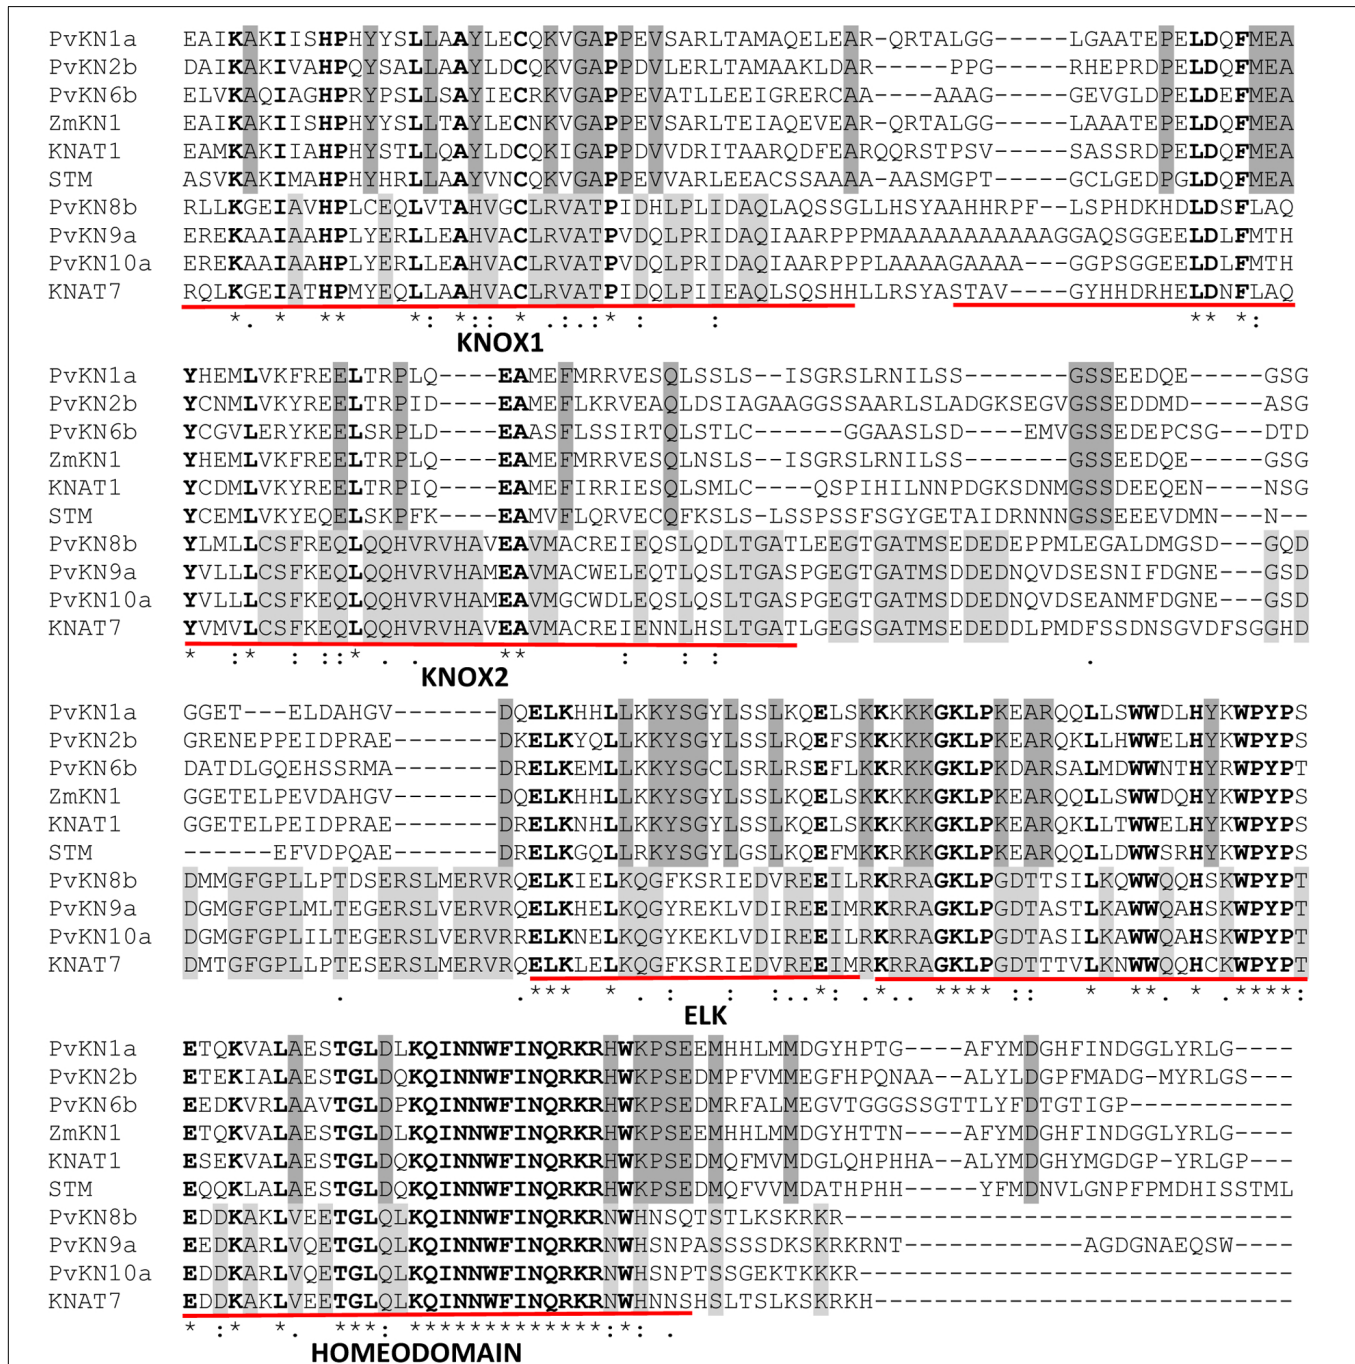 PvKN1a EAIKAKIISHPHYYSLLAAYLECQKVGAPPEVSARLTAMAQELEAR-QRTALGG-----LGAATEPELDQFMEA
PvKN2b DAIKAKIVAHPQYSALLAAYLDCQKVGAPPDVLERLTAMAAKLDAR----PPG------RHEPRDPELDQFMEA
PvKN6b ELVKAQIAGHPRYPSLLSAYIECRKVGAPPEVATLLEEIGRERCAA----AAAG-----GEVGLDPELDEFMEA
ZmKN1 EAIKAKIISHPHYYSLLTAYLECNKVGAPPEVSARLTEIAQEVEAR-QRTALGG-----LAAATEPELDQFMEA
KNAT1 EAMKAKIIAHPHYSTLLQAYLDCQKIGAPPDVVDRITAARQDFEARQQRSTPSV-----SASSRDPELDQFMEA
STM ASVKAKIMAHPHYHRLLAAYVNCQKVGAPPEVVARLEEACSSAAAA-AASMGPT-----GCLGEDPGLDQFMEA
PvKN8b RLLKGEIAVHPLCEQLVTAHVGCLRVATPIDHLPLIDAQLAQSSGLLHSYAAHHRPF--LSPHDKHDLDSFLAQ
PvKN9a EREKAAIAAHPLYERLLEAHVACLRVATPVDQLPRIDAQIAARPPPMAAAAAAAAAAGGAQSGGEELDLFMTH
PvKN10a EREKAAIAAHPLYERLLEAHVACLRVATPVDQLPRIDAQIAARPPPLAAAAGAAAA---GGPSGGEELDLFMTH
KNAT7 RQLKGEIATHPMYEQLLAAHVACLRVATPIDQLPIIEAQLSQSHHLLRSYASTAV----GYHHDRHELDNFLAQ
*. * ** *: *:: * .:.:* : : ** *:
KNOX1
PvKN1a YHEMLVKFREELTRPLQ----EAMEFMRRVESQLSSLS---ISGRSLRNILSS-------GSSEEDQE----GSG
PvKN2b YCNMLVKYREELTRPID----EAMEFLKRVEAQLDSIAGAAGGSSAARLSLADGKSEGVGSSEDDMD-----ASG
PvKN6b YCGVLERYKEELSRPLD----EAASFLSSIRTQLSTLC------GGAASLSD----EMVGSSEDEPCSG---DTD
ZmKN1 YHEMLVKFREELTRPLQ----EAMEFMRRVESQLNSLS---ISGRSLRNILSS-------GSSEEDQE----GSG
KNAT1 YCDMLVKYREELTRPIQ----EAMEFIRRIESQLSMLC----QSPIHILNNPDGKSDNMGSSDEEQEN----NSG
STM YCEMLVKYEQELSKPFK----EAMVFLQRVECQFKSLS-LSSPSSFSGYGETAIDRNNNGSSEEEVDMN---N--
PvKN8b YLMLLCSFREQLQQHVRVHAVEAVMACREIEQSLQDLTGATLEEGTGATMSEDEDEPPMLEGALDMGSD---GQD
PvKN9a YVLLLCSFKEQLQQHVRVHAMEAVMACWELEQTLQSLTGASPGEGTGATMSDDEDNQVDSESNIFDGNE---GSD
PvKN10a YVLLLCSFKEQLQQHVRVHAMEAVMGCWDLEQSLQSLTGASPGEGTGATMSDDEDNQVDSEANMFDGNE---GSD
KNAT7 YVMVLCSFKEQLQQHVRVHAVEAVMACREIENNLHSLTGATLGEGSGATMSEDEDDLPMDFSSDNSGVDFSGGHD
* :* : ::* . . ** : : : .
KNOX2
PvKN1a GGET---ELDAHGV-------DQELKHHLLKKYSGYLSSLKQELSKKKKKGKLPKEARQQLLSWWDLHYKWPYPS
PvKN2b GRENEPPEIDPRAE-------DKELKYQLLKKYSGYLSSLRQEFSKKKKKGKLPKEARQKLLHWWELHYKWPYPS
PvKN6b DATDLGQEHSSRMA-------DRELKEMLLKKYSGCLSRLRSEFLKKRKKGKLPKDARSALMDWWNTHYRWPYPT
ZmKN1 GGETELPEVDAHGV-------DQELKHHLLKKYSGYLSSLKQELSKKKKKGKLPKEARQQLLSWWDQHYKWPYPS
KNAT1 GGETELPEIDPRAE-------DRELKNHLLKKYSGYLSSLKQELSKKKKKGKLPKEARQKLLTWWELHYKWPYPS
STM ------EFVDPQAE-------DRELKGQLLRKYSGYLGSLKQEFMKKRKKGKLPKEARQQLLDWWSRHYKWPYPS
PvKN8b DMMGFGPLLPTDSERSLMERVRQELKIELKQGFKSRIEDVREEILRKRRAGKLPGDTTSILKQWWQQHSKWPYPT
PvKN9a DGMGFGPLMLTEGERSLVERVRQELKHELKQGYREKLVDIREEIMRKRRAGKLPGDTASTLKAWWQAHSKWPYPT
PvKN10a DGMGFGPLILTEGERSLVERVRQELKNELKQGYKEKLVDIREEILRKRRAGKLPGDTASILKAWWQAHSKWPYPT
KNAT7 DMTGFGPLLPTESERSLMERVRQELKLELKQGFKSRIEDVREEIMRKRRAGKLPGDTTTVLKNWWQQHCKWPYPT
. .*** * : : :..*: *.. **** :: * ** * .****:
ELK
PvKN1a ETQKVALAESTGLDLKQINNWFINQRKRHWKPSEEMHHLMMDGYHPTG----AFYMDGHFINDGGLYRLG----
PvKN2b ETEKIALAESTGLDQKQINNWFINQRKRHWKPSEDMPFVMMEGFHPQNAA--ALYLDGPFMADG-MYRLGS---
PvKN6b EEDKVRLAAVTGLDPKQINNWFINQRKRHWKPSEDMRFALMEGVTGGGSSGTTLYFDTGTIGP-----------
ZmKN1 ETQKVALAESTGLDLKQINNWFINQRKRHWKPSEEMHHLMMDGYHTTN----AFYMDGHFINDGGLYRLG----
KNAT1 ESEKVALAESTGLDQKQINNWFINQRKRHWKPSEDMQFMVMDGLQHPHHA--ALYMDGHYMGDGP-YRLGP---
STM EQQKLALAESTGLDQKQINNWFINQRKRHWKPSEDMQFVVMDATHPHH-----YFMDNVLGNPFPMDHISSTML
PvKN8b EDDKAKLVEETGLQLKQINNWFINQRKRNWHNSQTSTLKSKRKR------------------------------
PvKN9a EEDKARLVQETGLQLKQINNWFINQRKRNWHSNPASSSSDKSKRKRNT------------AGDGNAEQSW----
PvKN10a EDDKARLVQETGLQLKQINNWFINQRKRNWHSNPTSSGEKTKKKR-----------------------------
KNAT7 EDDKAKLVEETGLQLKQINNWFINQRKRNWHNNSHSLTSLKSKRKH----------------------------
* :* *. ***: *************:*: .
HOMEODOMAIN